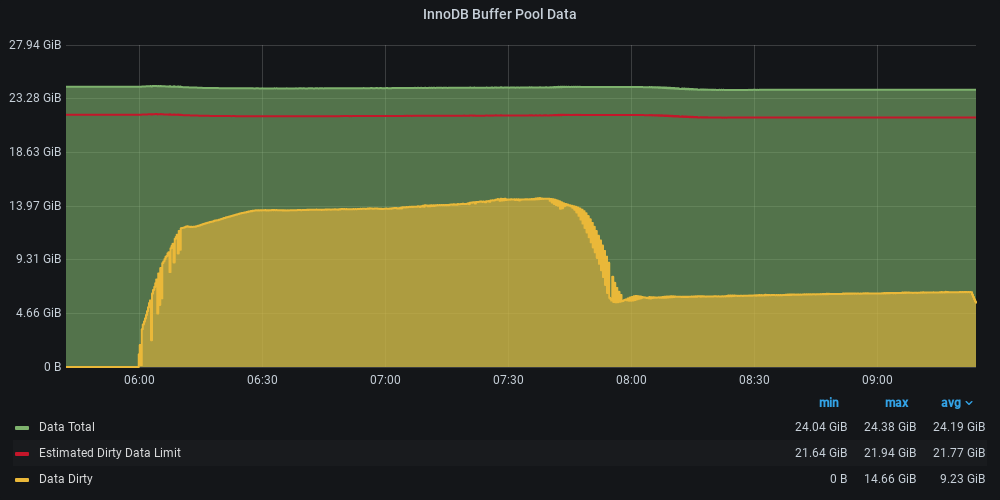 InnoDB Buffer Pool Data
27.94 GiB
23.28 GiB
18.63 GiB
13.97 GiB
9.31 GiB
4.66 GiB
0 B
06:00 06:30 07:00 07:30 08:00 08:30 09:00
min max avg
Data Total 24.04 GiB 24.38 GiB 24.19 GiB
Estimated Dirty Data Limit 21.64 GiB 21.94 GiB 21.77 GiB
Data Dirty 0 B 14.66 GiB 9.23 GiB